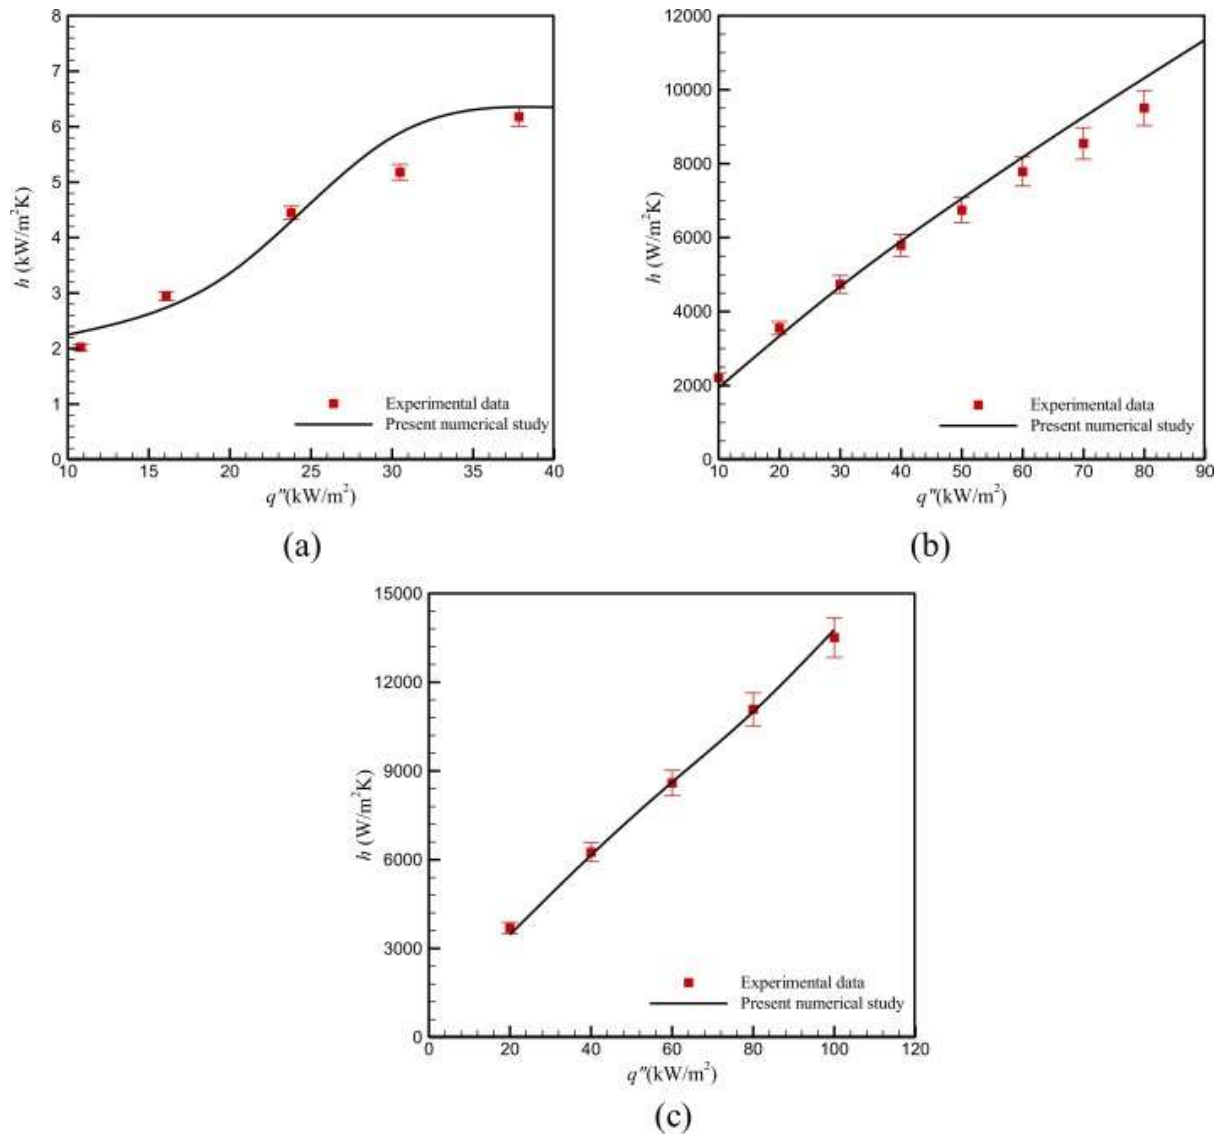 8
7
6
5
4
3
2
1
0
h (kW/m²K)
Experimental data
Present numerical study
10 15 20 25 30 35 40
q″(kW/m²)
(a)
12000
10000
8000
6000
4000
2000
0
h (W/m²K)
Experimental data
Present numerical study
10 20 30 40 50 60 70 80 90
q″(kW/m²)
(b)
15000
12000
9000
6000
3000
0
h (W/m²K)
Experimental data
Present numerical study
0 20 40 60 80 100 120
q″(kW/m²)
(c)